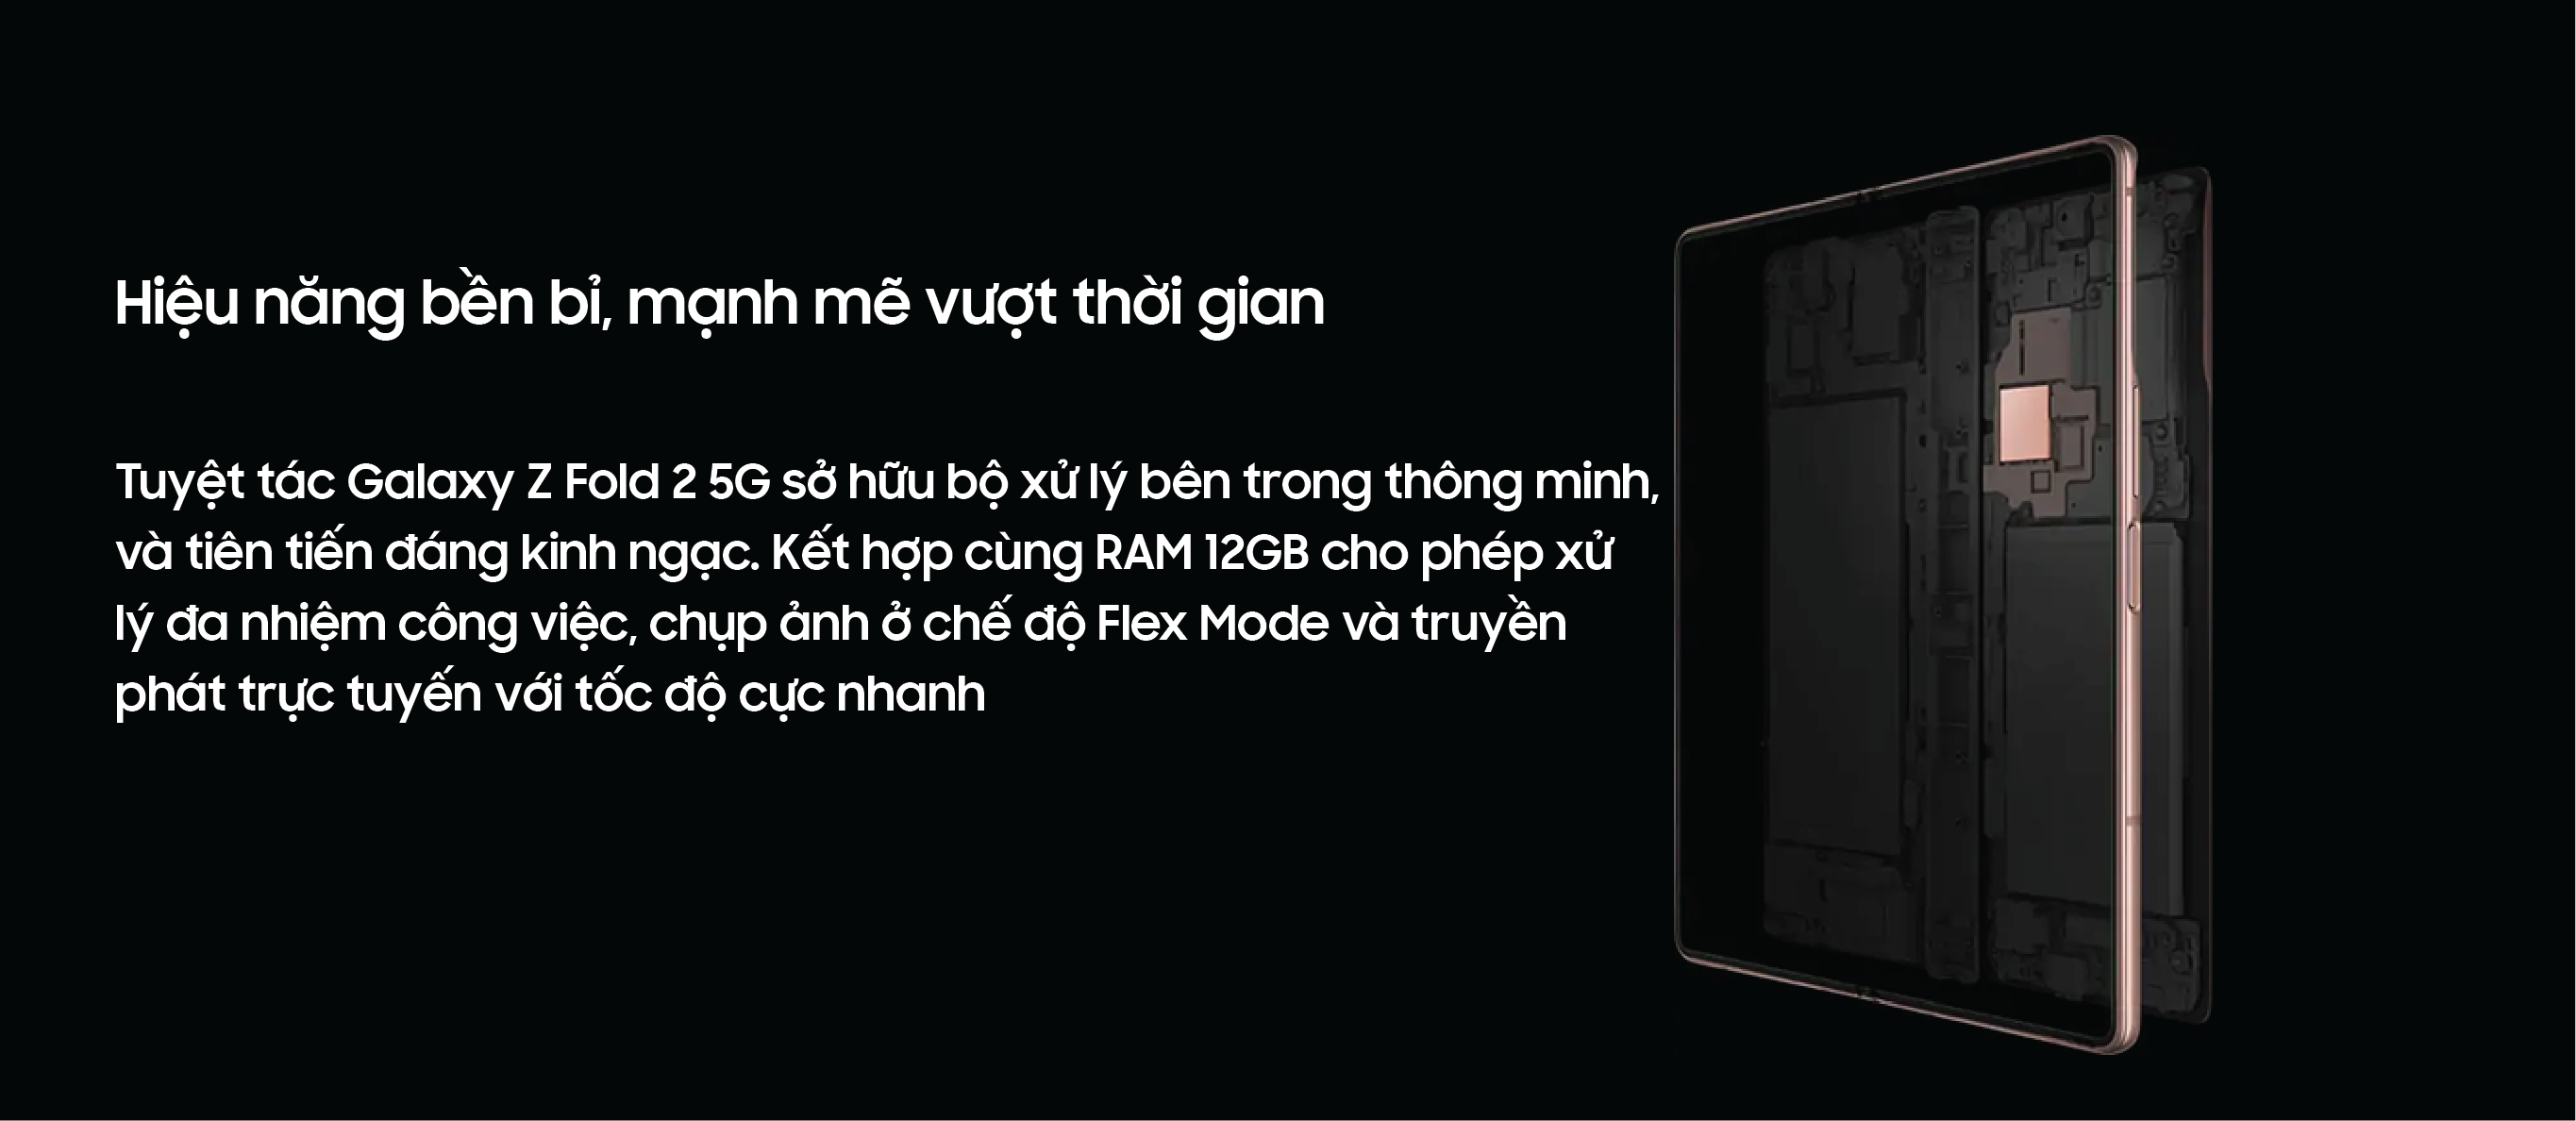 Hiệu năng bền bỉ, mạnh mẽ vượt thời gian
Tuyệt tác Galaxy Z Fold 2 5G sở hữu bộ xử lý bên trong thông minh,
và tiên tiến đáng kinh ngạc. Kết hợp cùng RAM 12GB cho phép xử
lý đa nhiệm công việc, chụp ảnh ở chế độ Flex Mode và truyền
phát trực tuyến với tốc độ cực nhanh